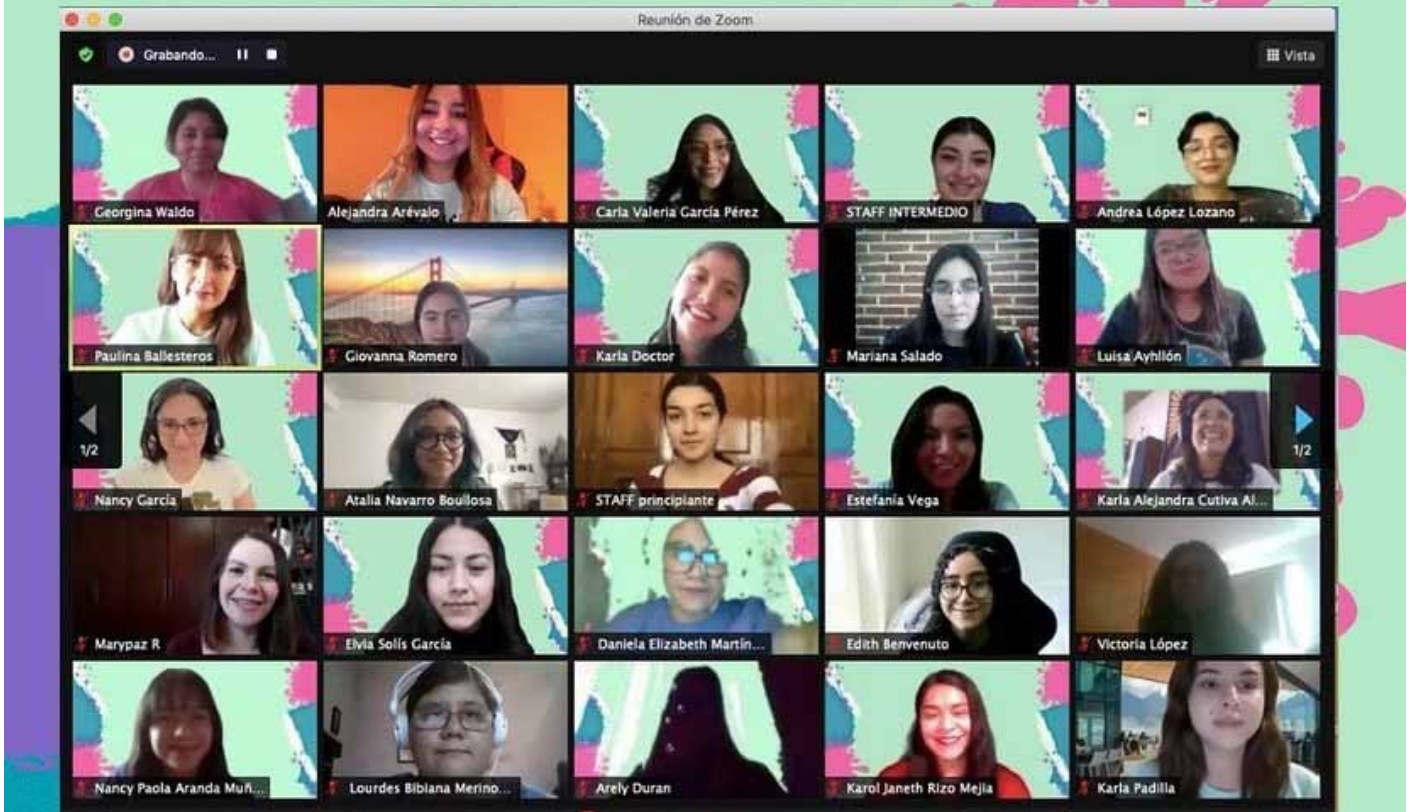 Reunión de Zoom
Grabando...
Vista
Georgina Waldo
Alejandra Arévalo
Carla Valeria García Pérez
STAFF INTERMEDIO
Andrea López Lozano
Paulina Ballesteros
Giovanna Romero
Karla Doctor
Mariana Salado
Luisa Ayhllón
1/2
1/2
Nancy García
Atalia Navarro Boullosa
STAFF principiante
Estefanía Vega
Karla Alejandra Cutiva Al...
Marypaz R
Elvia Solís García
Daniela Elizabeth Martín...
Edith Benvenuto
Victoria López
Nancy Paola Aranda Muñ...
Lourdes Bibiana Merino...
Arely Duran
Karol Janeth Rizo Mejia
Karla Padilla